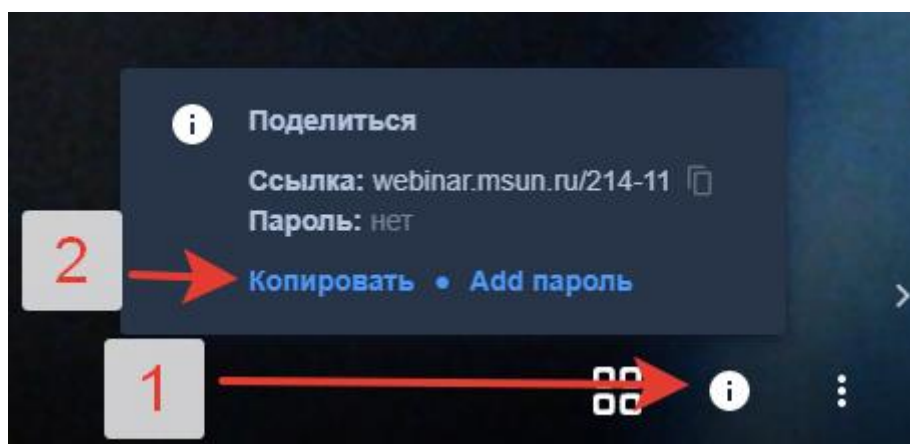 Поделиться
Ссылка: webinar.msun.ru/214-11
Пароль: нет
2
Копировать • Add пароль
1